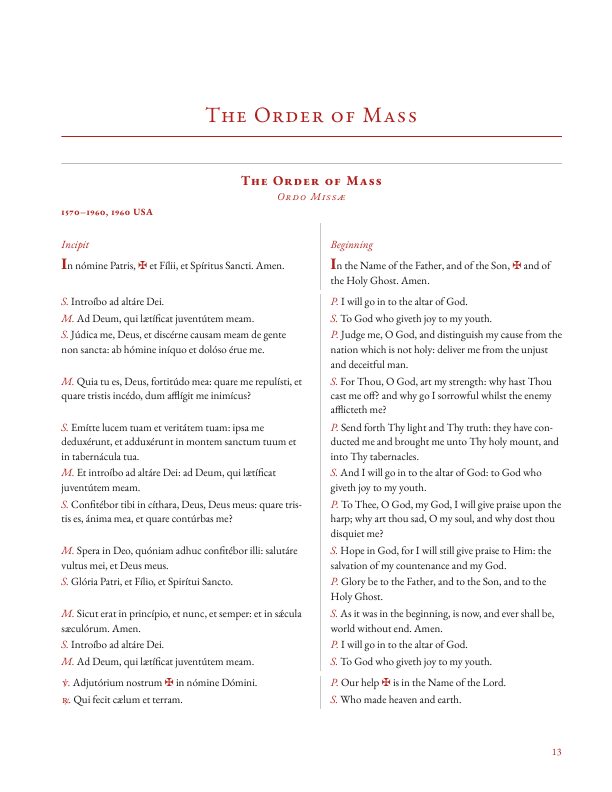 The Order of Mass
The Order of Mass
Ordo Missæ
1570–1960, 1960 USA
Incipit
In nómine Patris, ✠ et Fílii, et Spíritus Sancti. Amen.
S. Introíbo ad altáre Dei.
M. Ad Deum, qui lætíficat juventútem meam.
S. Júdica me, Deus, et discérne causam meam de gente
non sancta: ab hómine iníquo et dolóso érue me.
M. Quia tu es, Deus, fortitúdo mea: quare me repulísti, et
quare tristis incédo, dum afflígit me inimícus?
S. Emítte lucem tuam et veritátem tuam: ipsa me
deduxérunt, et adduxérunt in montem sanctum tuum et
in tabernácula tua.
M. Et introíbo ad altáre Dei: ad Deum, qui lætíficat
juventútem meam.
S. Confitébor tibi in cíthara, Deus, Deus meus: quare tris-
tis es, ánima mea, et quare contúrbas me?
M. Spera in Deo, quóniam adhuc confitébor illi: salutáre
vultus mei, et Deus meus.
S. Glória Patri, et Fílio, et Spirítui Sancto.
M. Sicut erat in princípio, et nunc, et semper: et in sǽcula
sæculórum. Amen.
S. Introíbo ad altáre Dei.
M. Ad Deum, qui lætíficat juventútem meam.
℣. Adjutórium nostrum ✠ in nómine Dómini.
℟. Qui fecit cælum et terram.
Beginning
In the Name of the Father, and of the Son, ✠ and of
the Holy Ghost. Amen.
P. I will go in to the altar of God.
S. To God who giveth joy to my youth.
P. Judge me, O God, and distinguish my cause from the
nation which is not holy: deliver me from the unjust
and deceitful man.
S. For Thou, O God, art my strength: why hast Thou
cast me off? and why go I sorrowful whilst the enemy
afflicteth me?
P. Send forth Thy light and Thy truth: they have con-
ducted me and brought me unto Thy holy mount, and
into Thy tabernacles.
S. And I will go in to the altar of God: to God who
giveth joy to my youth.
P. To Thee, O God, my God, I will give praise upon the
harp; why art thou sad, O my soul, and why dost thou
disquiet me?
S. Hope in God, for I will still give praise to Him: the
salvation of my countenance and my God.
P. Glory be to the Father, and to the Son, and to the
Holy Ghost.
S. As it was in the beginning, is now, and ever shall be,
world without end. Amen.
P. I will go in to the altar of God.
S. To God who giveth joy to my youth.
P. Our help ✠ is in the Name of the Lord.
S. Who made heaven and earth.
13